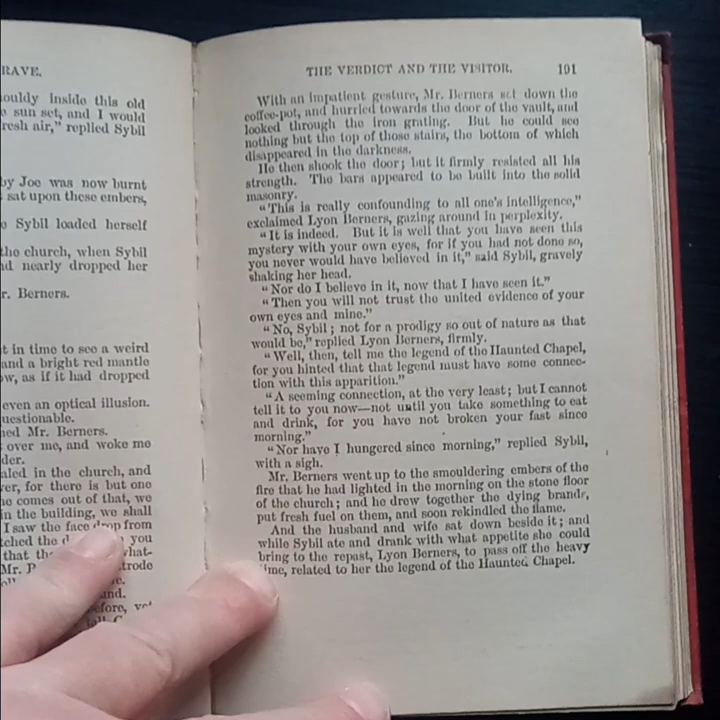 RAVE.
ouldy inside this old
e sun set, and I would
resh air," replied Sybil
by Joe was now burnt
sat upon these embers,
Sybil loaded herself
the church, when Sybil
nd nearly dropped her
r. Berners.
t in time to see a weird
and a bright red mantle
ow, as if it had dropped
even an optical illusion.
uestionable.
ned Mr. Berners.
over me, and woke me
der.
aled in the church, and
ver, for there is but one
ne comes out of that, we
in the building, we shall
I saw the face drop from
tched the
you
that
what-
Mr.
trode
and.
efore,
THE VERDICT AND THE VISITOR. 191
With an impatient gesture, Mr. Berners set down the
coffee-pot, and hurried towards the door of the vault, and
looked through the iron grating. But he could see
nothing but the top of those stairs, the bottom of which
disappeared in the darkness.
He then shook the door; but it firmly resisted all his
strength. The bars appeared to be built into the solid
masonry.
"This is really confounding to all one's intelligence,"
exclaimed Lyon Berners, gazing around in perplexity.
"It is indeed. But it is well that you have seen this
mystery with your own eyes, for if you had not done so,
you never would have believed in it," said Sybil, gravely
shaking her head.
"Nor do I believe in it, now that I have seen it."
"Then you will not trust the united evidence of your
own eyes and mine."
"No, Sybil; not for a prodigy so out of nature as that
would be," replied Lyon Berners, firmly.
"Well, then, tell me the legend of the Haunted Chapel,
for you hinted that that legend must have some connec-
tion with this apparition."
"A seeming connection, at the very least; but I cannot
tell it to you now—not until you take something to eat
and drink, for you have not broken your fast since
morning."
"Nor have I hungered since morning," replied Sybil,
with a sigh.
Mr. Berners went up to the smouldering embers of the
fire that he had lighted in the morning on the stone floor
of the church; and he drew together the dying brands,
put fresh fuel on them, and soon rekindled the flame.
And the husband and wife sat down beside it; and
while Sybil ate and drank with what appetite she could
bring to the repast, Lyon Berners, to pass off the heavy
time, related to her the legend of the Haunted Chapel.